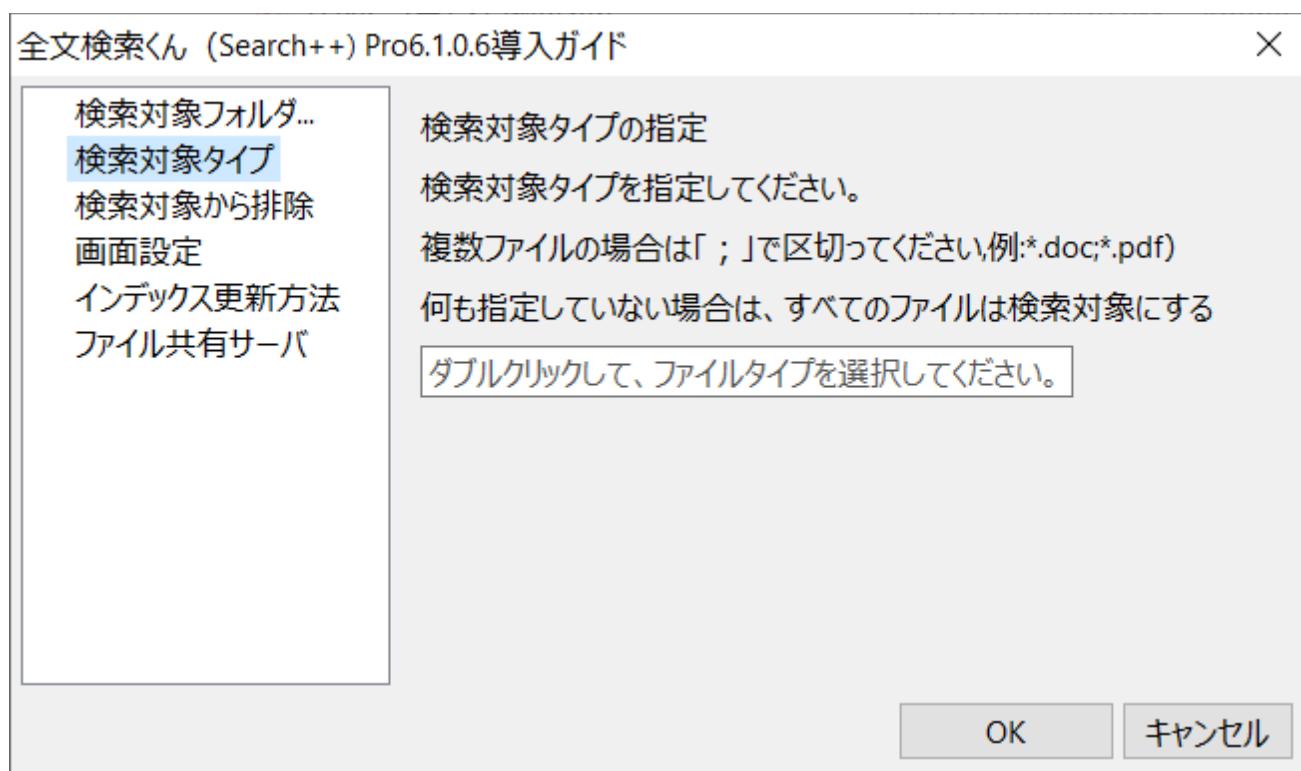 全文検索くん (Search++) Pro6.1.0.6導入ガイド
検索対象フォルダ...
検索対象タイプ
検索対象から排除
画面設定
インデックス更新方法
ファイル共有サーバ
検索対象タイプの指定
検索対象タイプを指定してください。
複数ファイルの場合は「 ; 」で区切ってください,例:*.doc;*.pdf）
何も指定していない場合は、すべてのファイルは検索対象にする
ダブルクリックして、ファイルタイプを選択してください。
OK
キャンセル